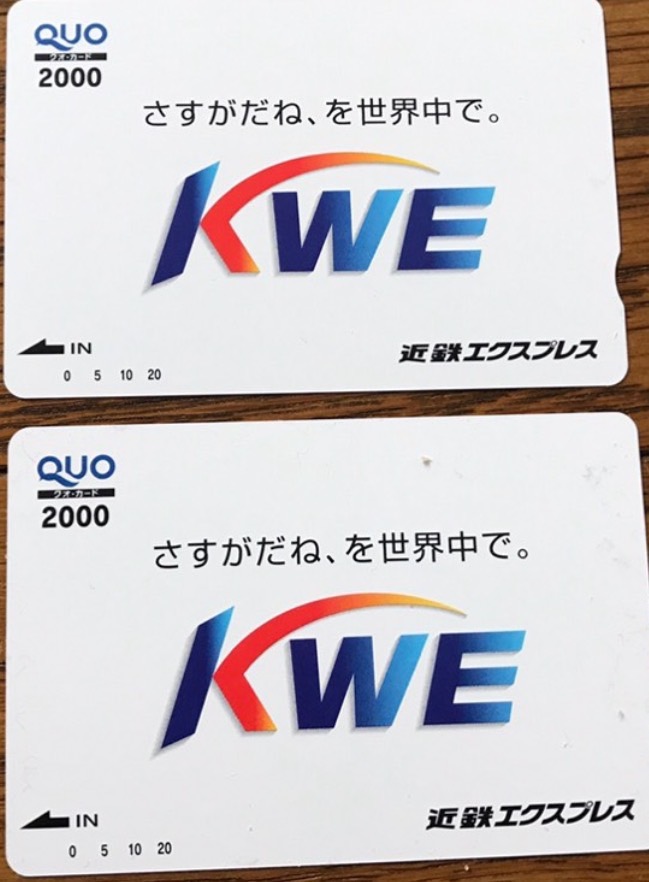 QUO
クオ・カード
2000
さすがだね、を世界中で。
KWE
IN
近鉄エクスプレス
0 5 10 20
QUO
クオ・カード
2000
さすがだね、を世界中で。
KWE
IN
近鉄エクスプレス
0 5 10 20